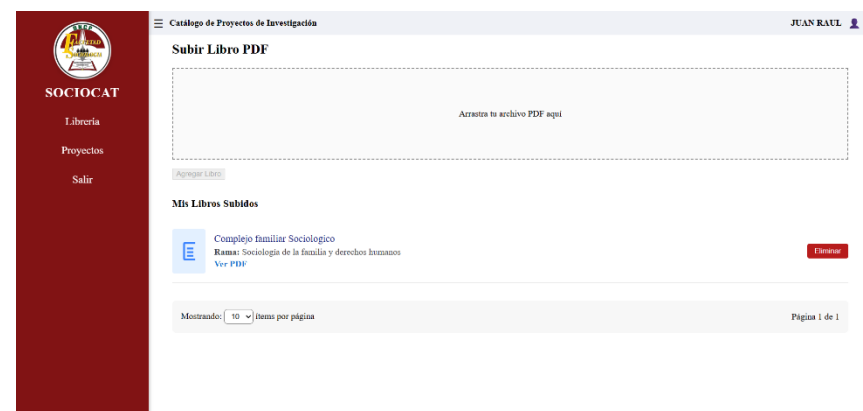 ☰ Catálogo de Proyectos de Investigación
JUAN RAUL
SOCIOCAT
Librería
Proyectos
Salir
Subir Libro PDF
Arrastra tu archivo PDF aquí
Agregar Libro
Mis Libros Subidos
Complejo familiar Sociologico
Rama: Sociologia de la familia y derechos humanos
Ver PDF
Eliminar
Mostrando: 10 ítems por página
Página 1 de 1